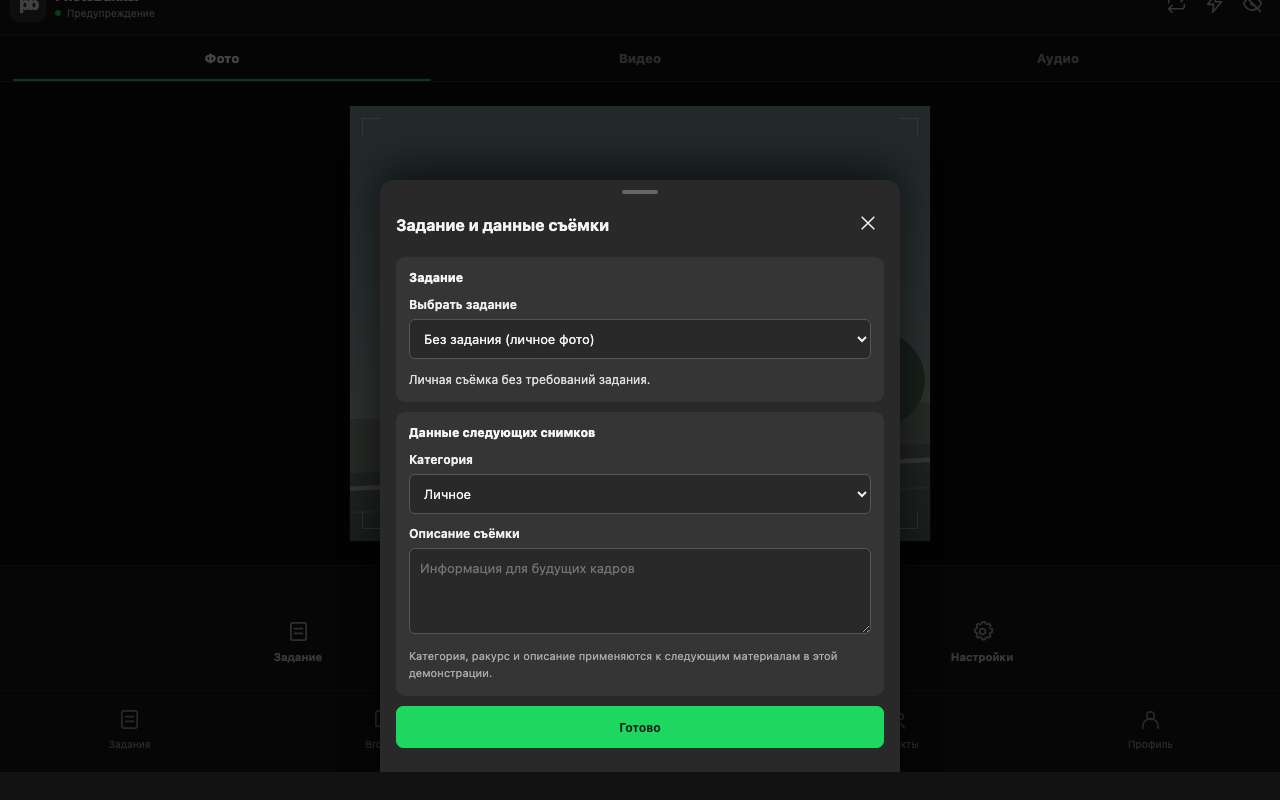 pb
Предупреждение
Фото
Видео
Аудио
Задание и данные съёмки
Задание
Выбрать задание
Без задания (личное фото)
Личная съёмка без требований задания.
Данные следующих снимков
Категория
Личное
Описание съёмки
Информация для будущих кадров
Категория, ракурс и описание применяются к следующим материалам в этой
демонстрации.
Готово
Задание
Настройки
Задания
кты
Профиль